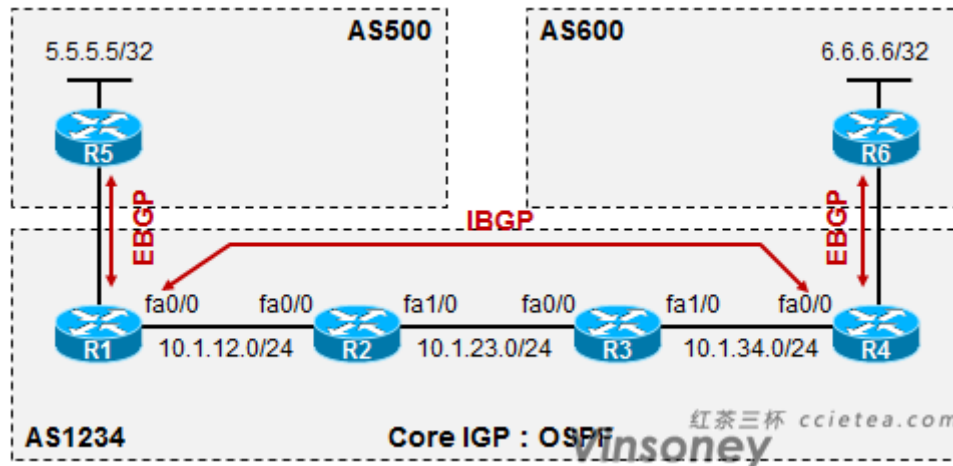 AS500
AS600
5.5.5.5/32
6.6.6.6/32
R5
R6
EBGP
IBGP
EBGP
fa0/0
fa0/0
fa1/0
fa0/0
fa1/0
fa0/0
R1
10.1.12.0/24
R2
10.1.23.0/24
R3
10.1.34.0/24
R4
AS1234
Core IGP：OSPF
红茶三杯 ccietea.com
Vinsoney